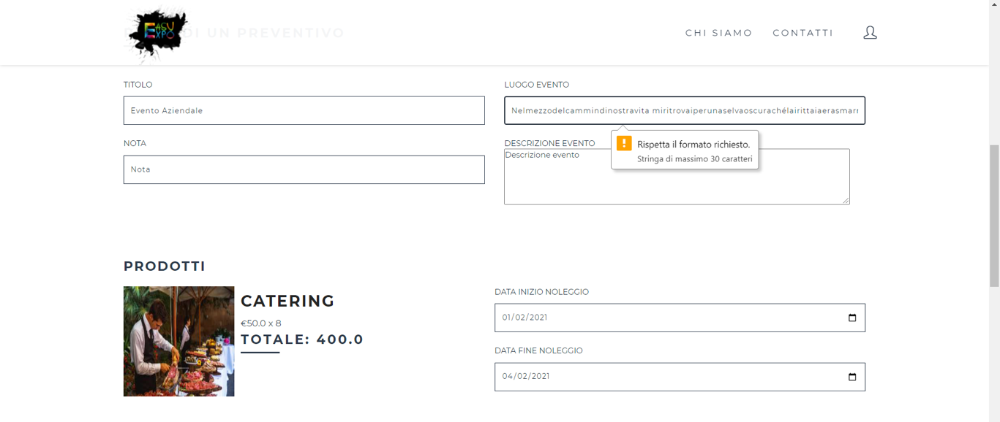 EASY
EXPO
DI UN PREVENTIVO
CHI SIAMO
CONTATTI
TITOLO
LUOGO EVENTO
Evento Aziendale
Nelmezzodelcammindinostravita miritrovaiperunaselvaoscurachélairittaiaerasmarr
NOTA
DESCRIZIONE EVENTO
Rispetta il formato richiesto.
Stringa di massimo 30 caratteri
Nota
Descrizione evento
PRODOTTI
CATERING
€50.0 x 8
TOTALE: 400.0
DATA INIZIO NOLEGGIO
01/02/2021
DATA FINE NOLEGGIO
04/02/2021